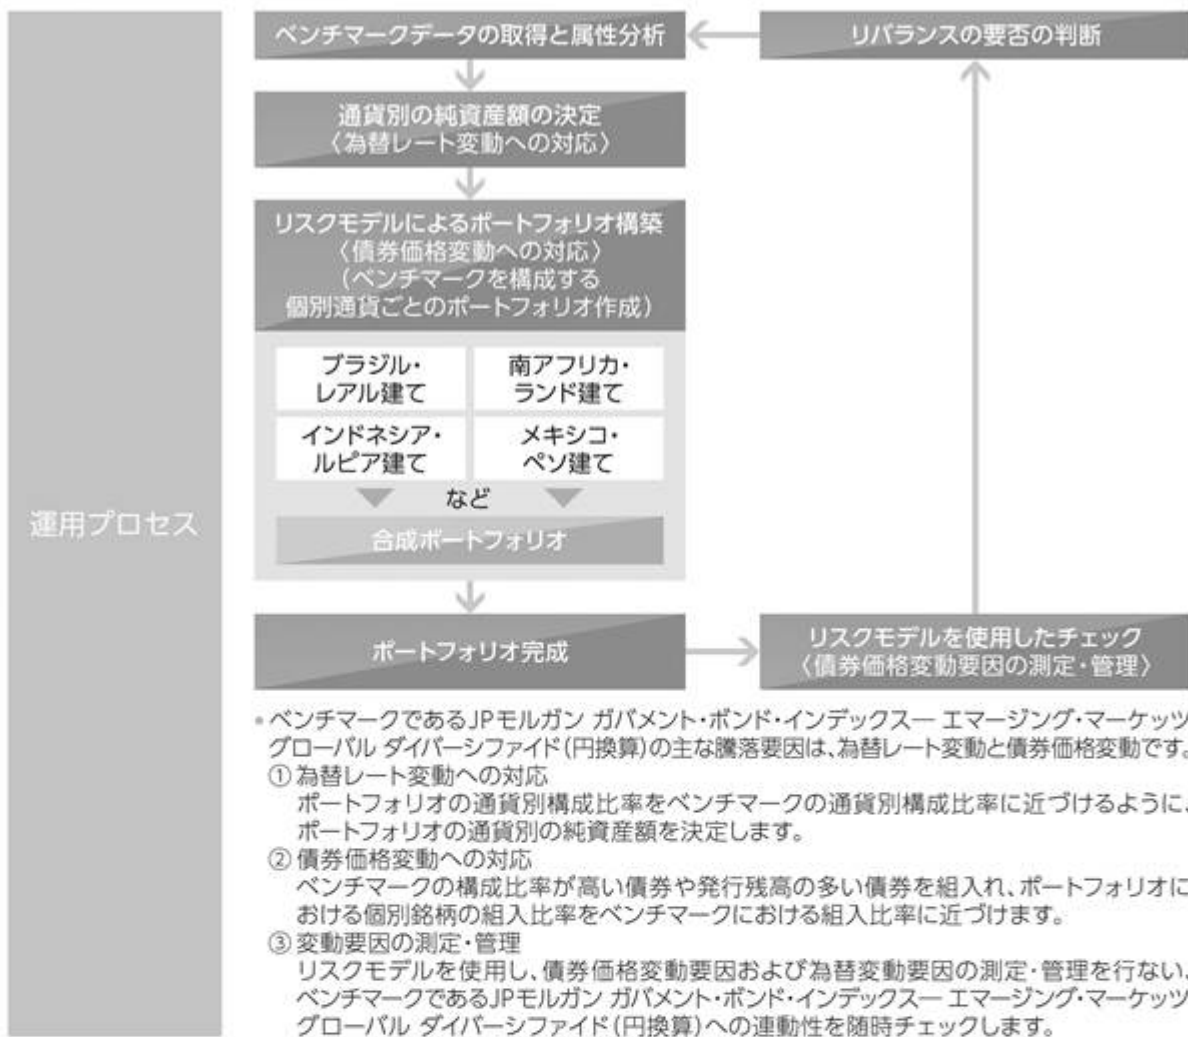 運用プロセス
ベンチマークデータの取得と属性分析
リバランスの要否の判断
通貨別の純資産額の決定
〈為替レート変動への対応〉
リスクモデルによるポートフォリオ構築
〈債券価格変動への対応〉
(ベンチマークを構成する
個別通貨ごとのポートフォリオ作成)
ブラジル・
レアル建て
南アフリカ・
ランド建て
インドネシア・
ルピア建て
メキシコ・
ペソ建て
など
合成ポートフォリオ
ポートフォリオ完成
リスクモデルを使用したチェック
〈債券価格変動要因の測定・管理〉
• ベンチマークであるJPモルガン ガバメント・ボンド・インデックス― エマージング・マーケッツ
グローバル ダイバーシファイド(円換算)の主な騰落要因は、為替レート変動と債券価格変動です。
① 為替レート変動への対応
ポートフォリオの通貨別構成比率をベンチマークの通貨別構成比率に近づけるように、
ポートフォリオの通貨別の純資産額を決定します。
② 債券価格変動への対応
ベンチマークの構成比率が高い債券や発行残高の多い債券を組入れ、ポートフォリオに
おける個別銘柄の組入比率をベンチマークにおける組入比率に近づけます。
③ 変動要因の測定・管理
リスクモデルを使用し、債券価格変動要因および為替変動要因の測定・管理を行ない、
ベンチマークであるJPモルガン ガバメント・ボンド・インデックス― エマージング・マーケッツ
グローバル ダイバーシファイド(円換算)への連動性を随時チェックします。